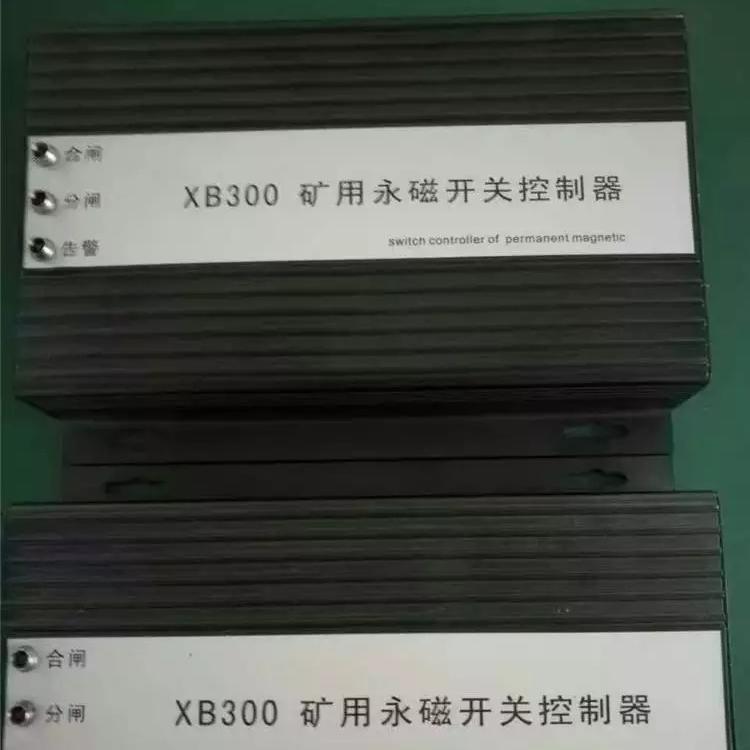 合闸
分闸
XB300 矿用永磁开关控制器
告警
switch controller of permanent magnetic
合闸
分闸
XB300 矿用永磁开关控制器